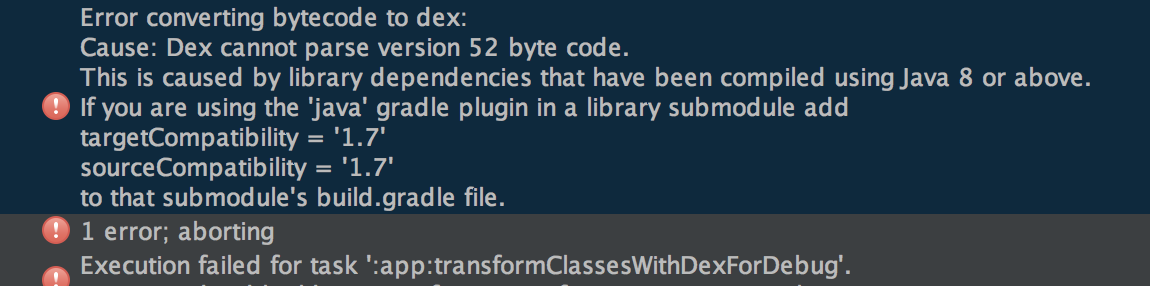 Error converting bytecode to dex:
Cause: Dex cannot parse version 52 byte code.
This is caused by library dependencies that have been compiled using Java 8 or above.
If you are using the 'java' gradle plugin in a library submodule add
targetCompatibility = '1.7'
sourceCompatibility = '1.7'
to that submodule's build.gradle file.
1 error; aborting
Execution failed for task ':app:transformClassesWithDexForDebug'.